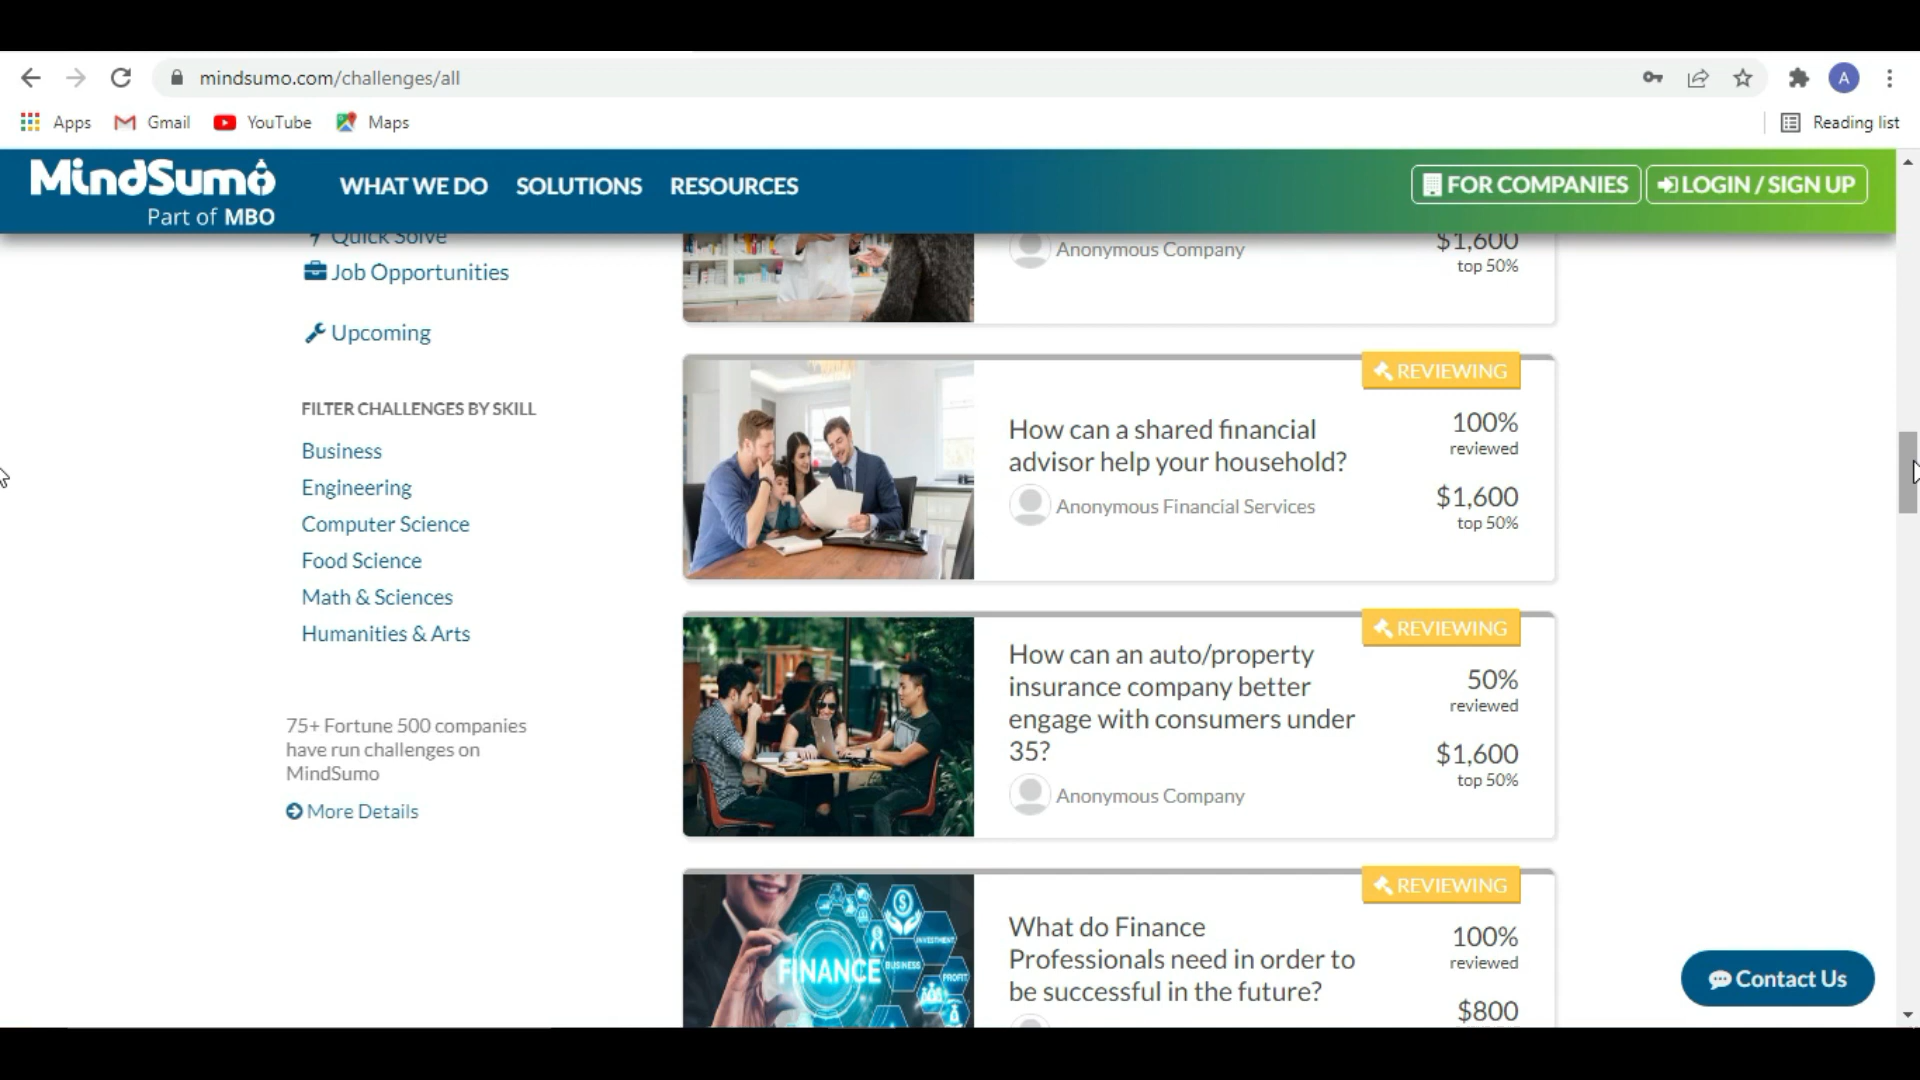 mindsumo.com/challenges/all
A
Apps
Gmail
YouTube
Maps
Reading list
MindSumo
Part of MBO
WHAT WE DO
SOLUTIONS
RESOURCES
FOR COMPANIES
LOGIN / SIGN UP
Quick Solve
Job Opportunities
Upcoming
FILTER CHALLENGES BY SKILL
Business
Engineering
Computer Science
Food Science
Math & Sciences
Humanities & Arts
75+ Fortune 500 companies
have run challenges on
MindSumo
More Details
Anonymous Company
$1,600
top 50%
REVIEWING
How can a shared financial
advisor help your household?
Anonymous Financial Services
100%
reviewed
$1,600
top 50%
REVIEWING
How can an auto/property
insurance company better
engage with consumers under
35?
Anonymous Company
50%
reviewed
$1,600
top 50%
FINANCE
BUSINESS
INVESTMENT
PROFIT
REVIEWING
What do Finance
Professionals need in order to
be successful in the future?
100%
reviewed
$800
Contact Us